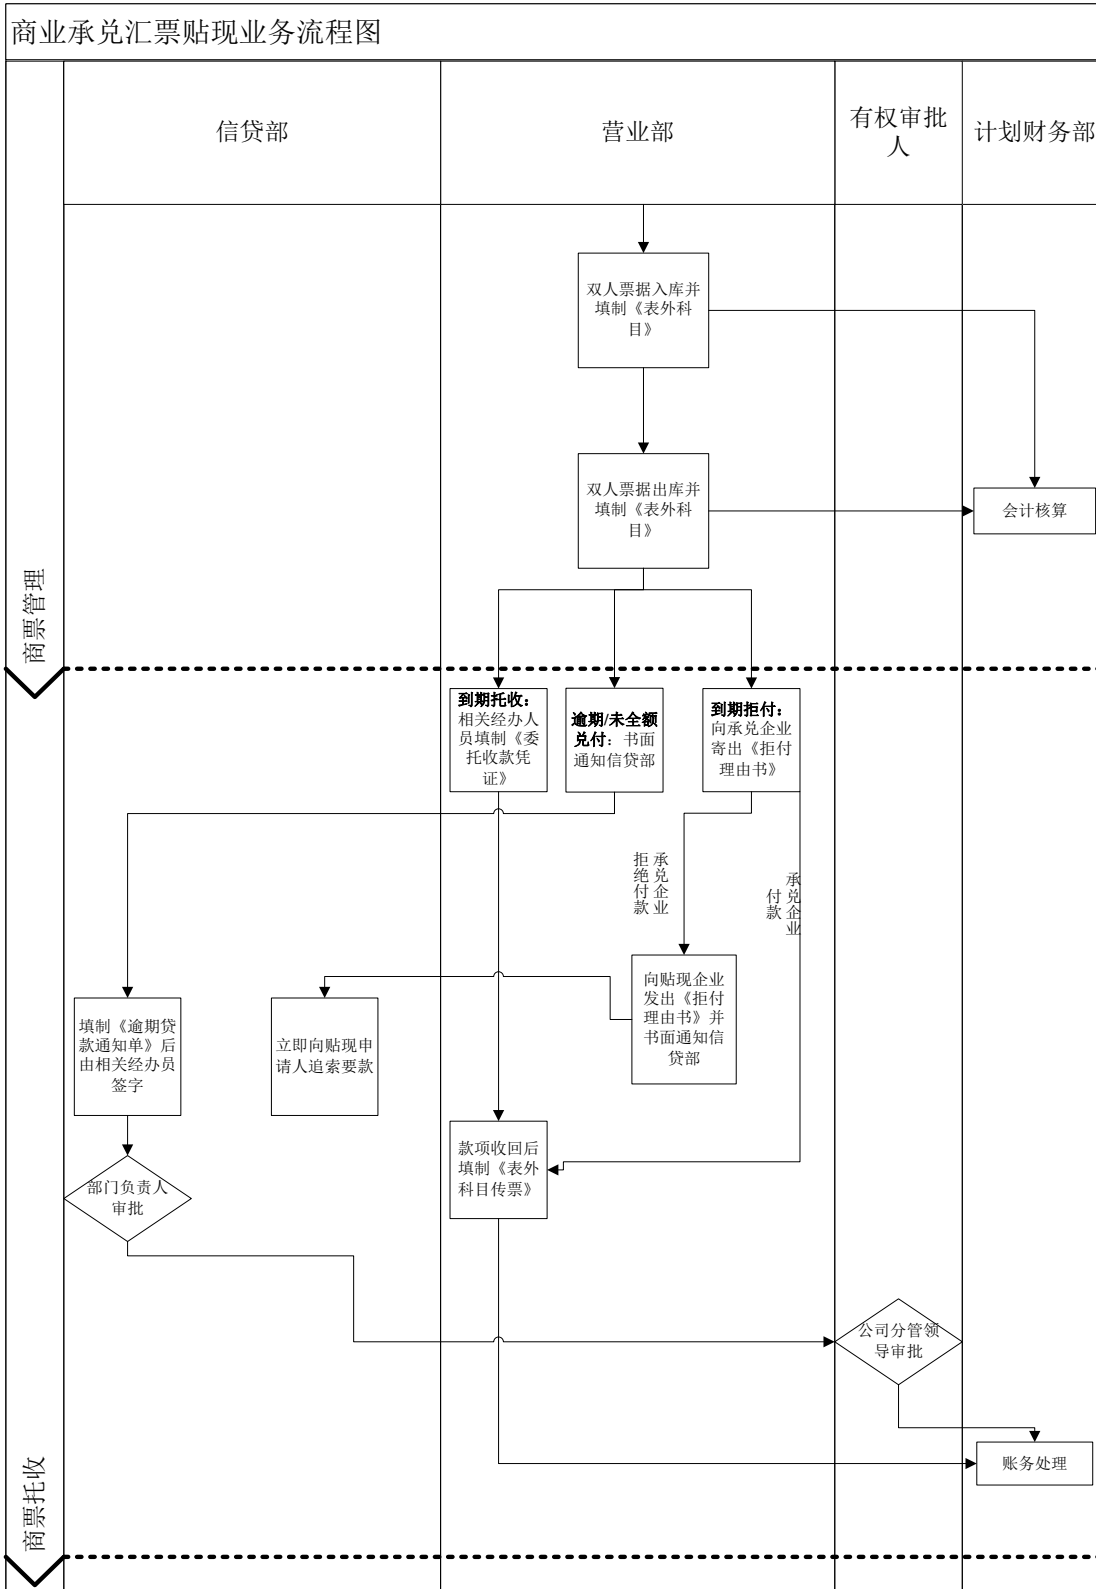 商业承兑汇票贴现业务流程图
信贷部
营业部
有权审批
人
计划财务部
双人票据入库并
填制《表外科
目》
双人票据出库并
填制《表外科
目》
会计核算
商票管理
到期托收：
相关经办人
员填制《委
托收款凭
证》
逾期/未全额
兑付：书面
通知信贷部
到期拒付：
向承兑企业
寄出《拒付
理由书》
承兑企业
拒绝付款
承兑企业
付款
向贴现企业
发出《拒付
理由书》并
书面通知信
贷部
填制《逾期贷
款通知单》后
由相关经办员
签字
立即向贴现申
请人追索要款
款项收回后
填制《表外
科目传票》
部门负责人
审批
公司分管领
导审批
账务处理
商票托收